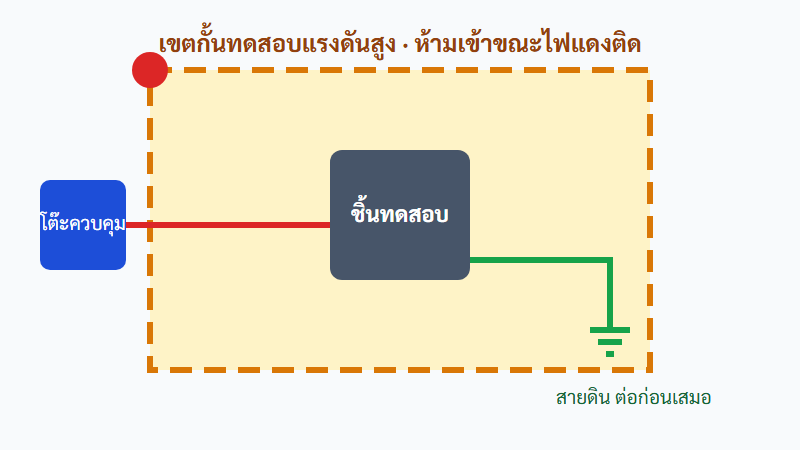 เขตกั้นทดสอบแรงดันสูง · ห้ามเข้าขณะไฟแดงติด
โต๊ะควบคุม
ชิ้นทดสอบ
สายดิน ต่อก่อนเสมอ